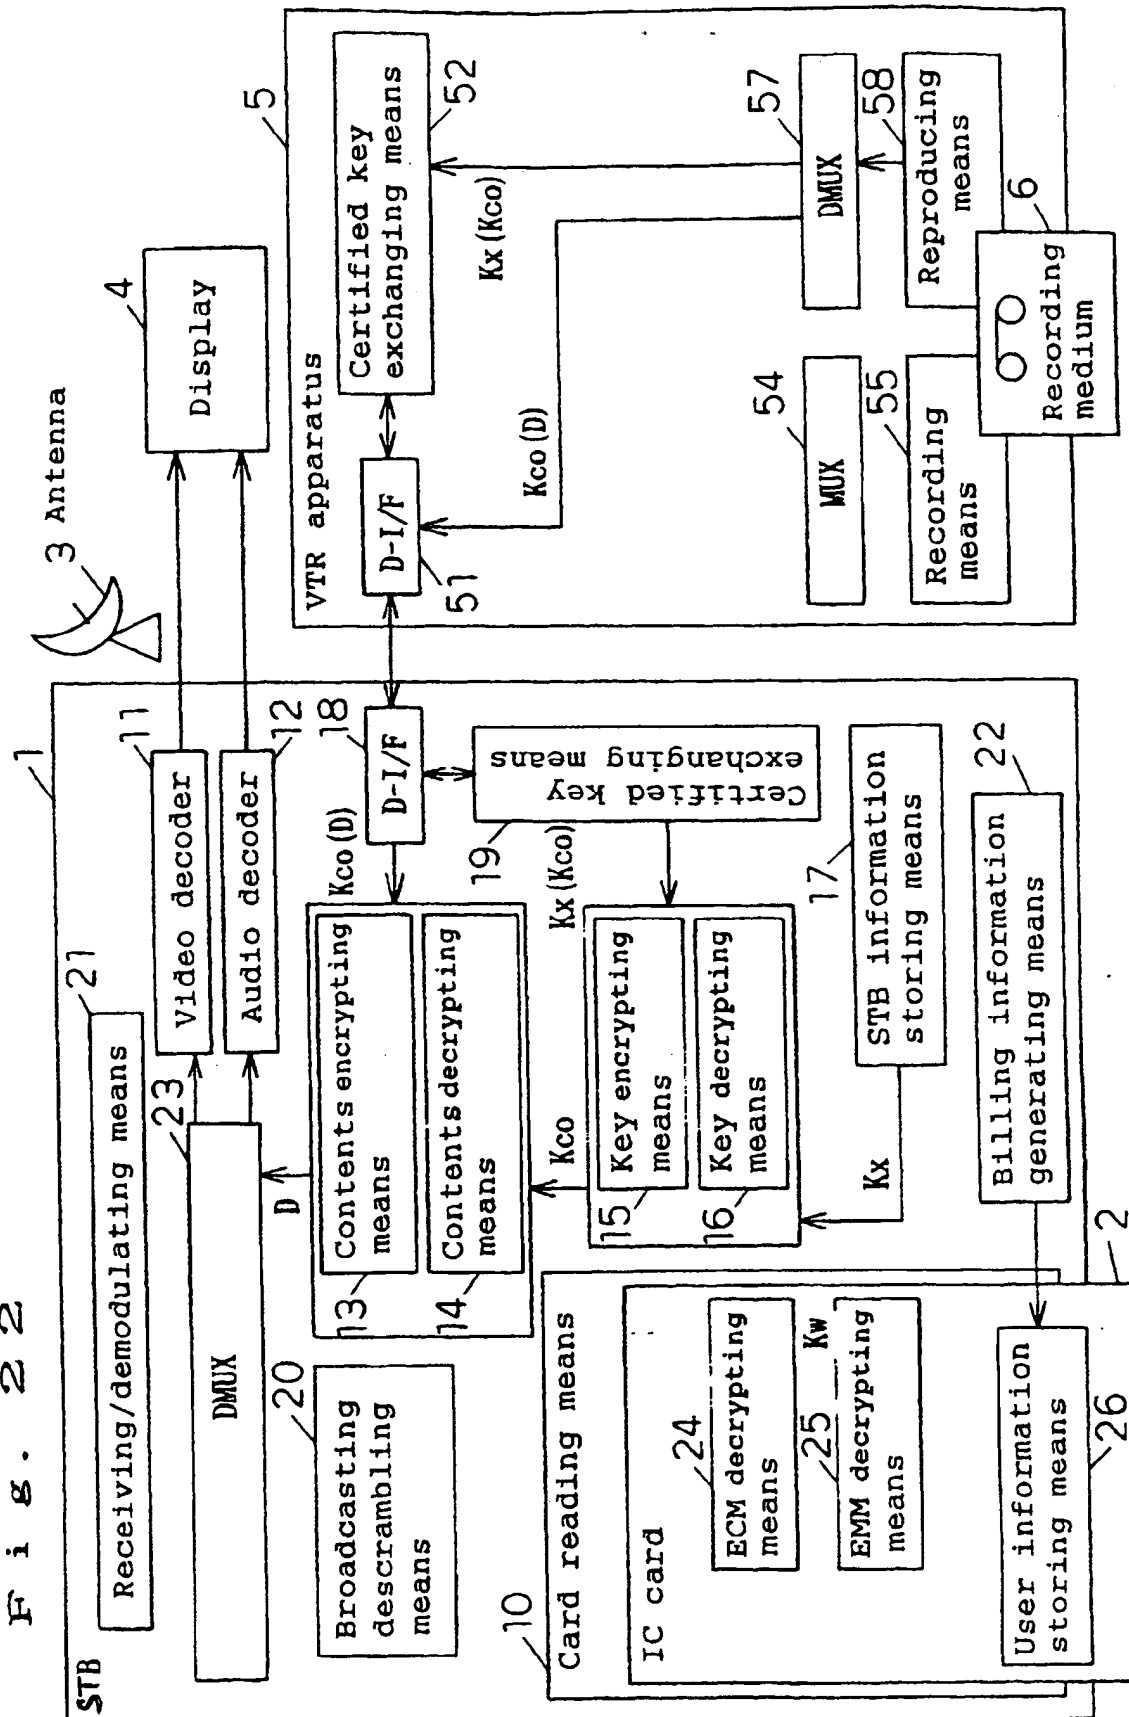 Fig. 22
STB
1
Receiving/demodulating means
21
DMUX
23
Video decoder
11
Audio decoder
12
3 Antenna
4
Display
Broadcasting
descrambling
means
20
D
Contents encrypting
means
13
Contents decrypting
means
14
Kco(D)
18
D-I/F
Certified key
exchanging means
19
Kx(Kco)
Kco
Key encrypting
means
15
Key decrypting
means
16
Kx
17
STB information
storing means
22
Billing information
generating means
10
Card reading means
IC card
2
24
ECM decrypting
means
Kw
25
EMM decrypting
means
User information
storing means
26
5
VTR apparatus
D-I/F
51
Certified key
exchanging means
52
Kx(Kco)
Kco(D)
54
MUX
57
DMUX
55
Recording
means
58
Reproducing
means
6
Recording
medium